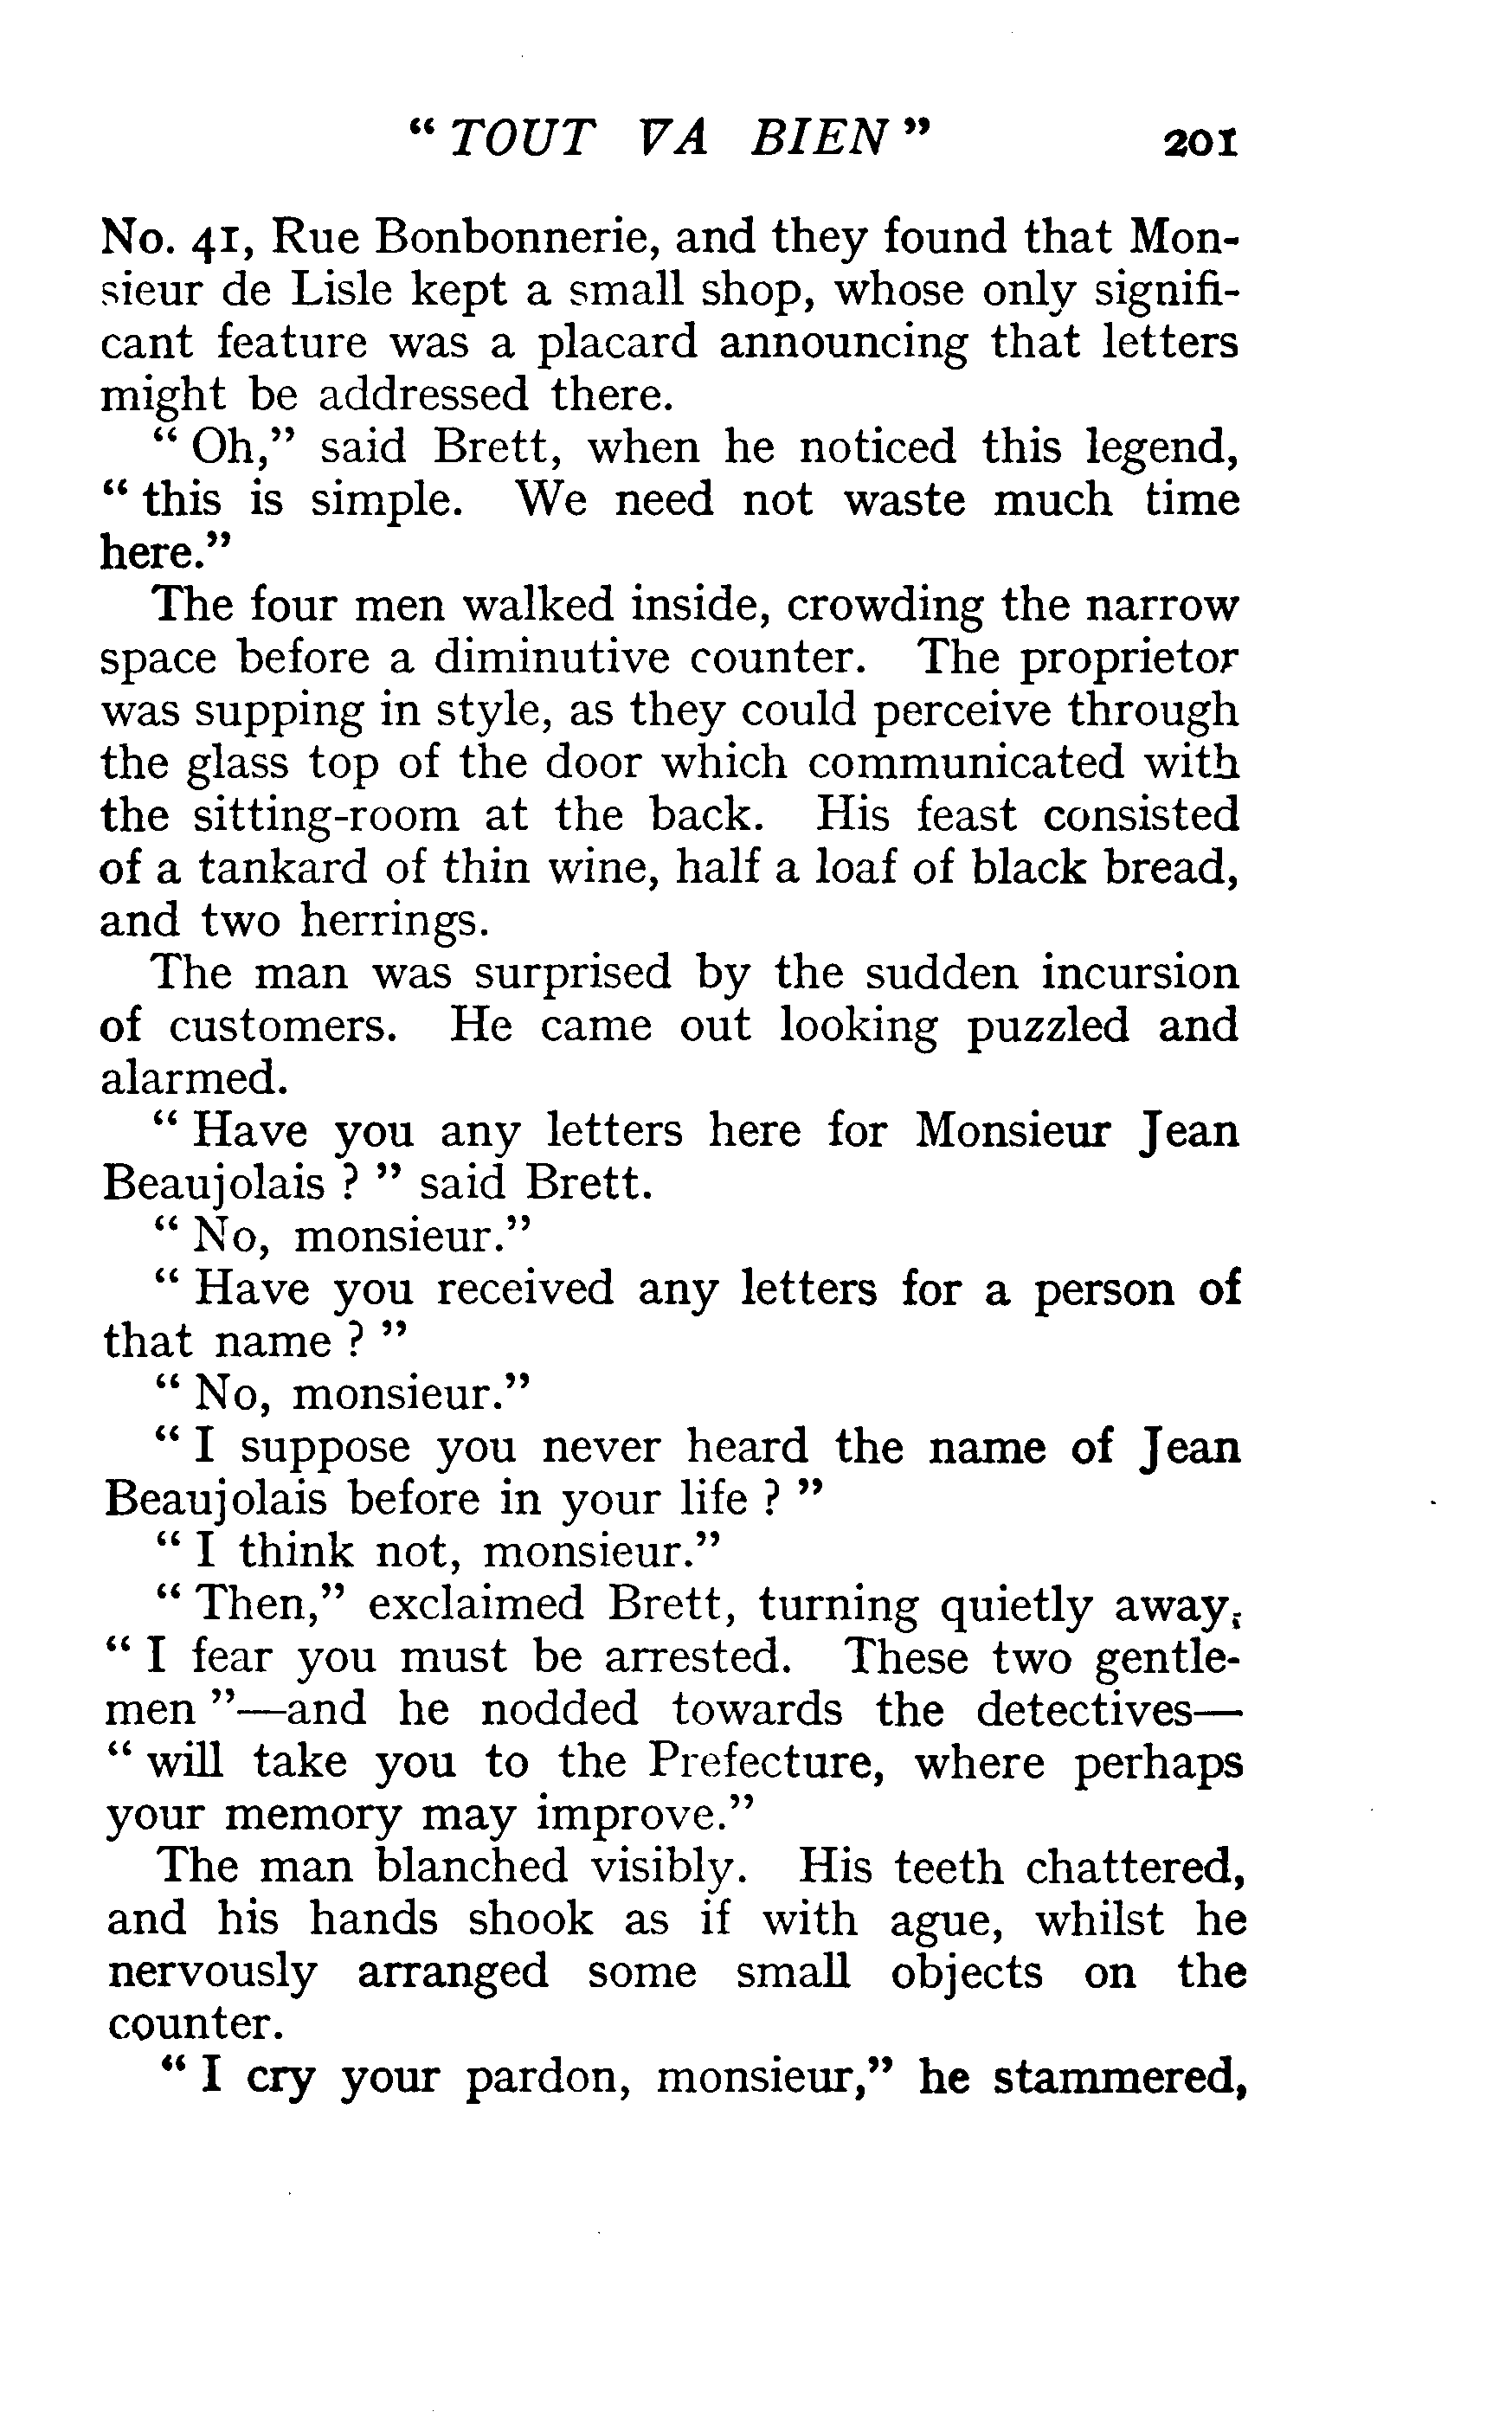 “ TOUT VA BIEN ” 201
No. 41, Rue Bonbonnerie, and they found that Mon-
sieur de Lisle kept a small shop, whose only signifi-
cant feature was a placard announcing that letters
might be addressed there.
“ Oh,” said Brett, when he noticed this legend,
“ this is simple. We need not waste much time
here.”
The four men walked inside, crowding the narrow
space before a diminutive counter. The proprietor
was supping in style, as they could perceive through
the glass top of the door which communicated with
the sitting-room at the back. His feast consisted
of a tankard of thin wine, half a loaf of black bread,
and two herrings.
The man was surprised by the sudden incursion
of customers. He came out looking puzzled and
alarmed.
“ Have you any letters here for Monsieur Jean
Beaujolais ? ” said Brett.
“ No, monsieur.”
“ Have you received any letters for a person of
that name ? ”
“ No, monsieur.”
“ I suppose you never heard the name of Jean
Beaujolais before in your life ? ”
“ I think not, monsieur.”
“ Then,” exclaimed Brett, turning quietly away,
“ I fear you must be arrested. These two gentle-
men ”—and he nodded towards the detectives—
“ will take you to the Prefecture, where perhaps
your memory may improve.”
The man blanched visibly. His teeth chattered,
and his hands shook as if with ague, whilst he
nervously arranged some small objects on the
counter.
“ I cry your pardon, monsieur,” he stammered,